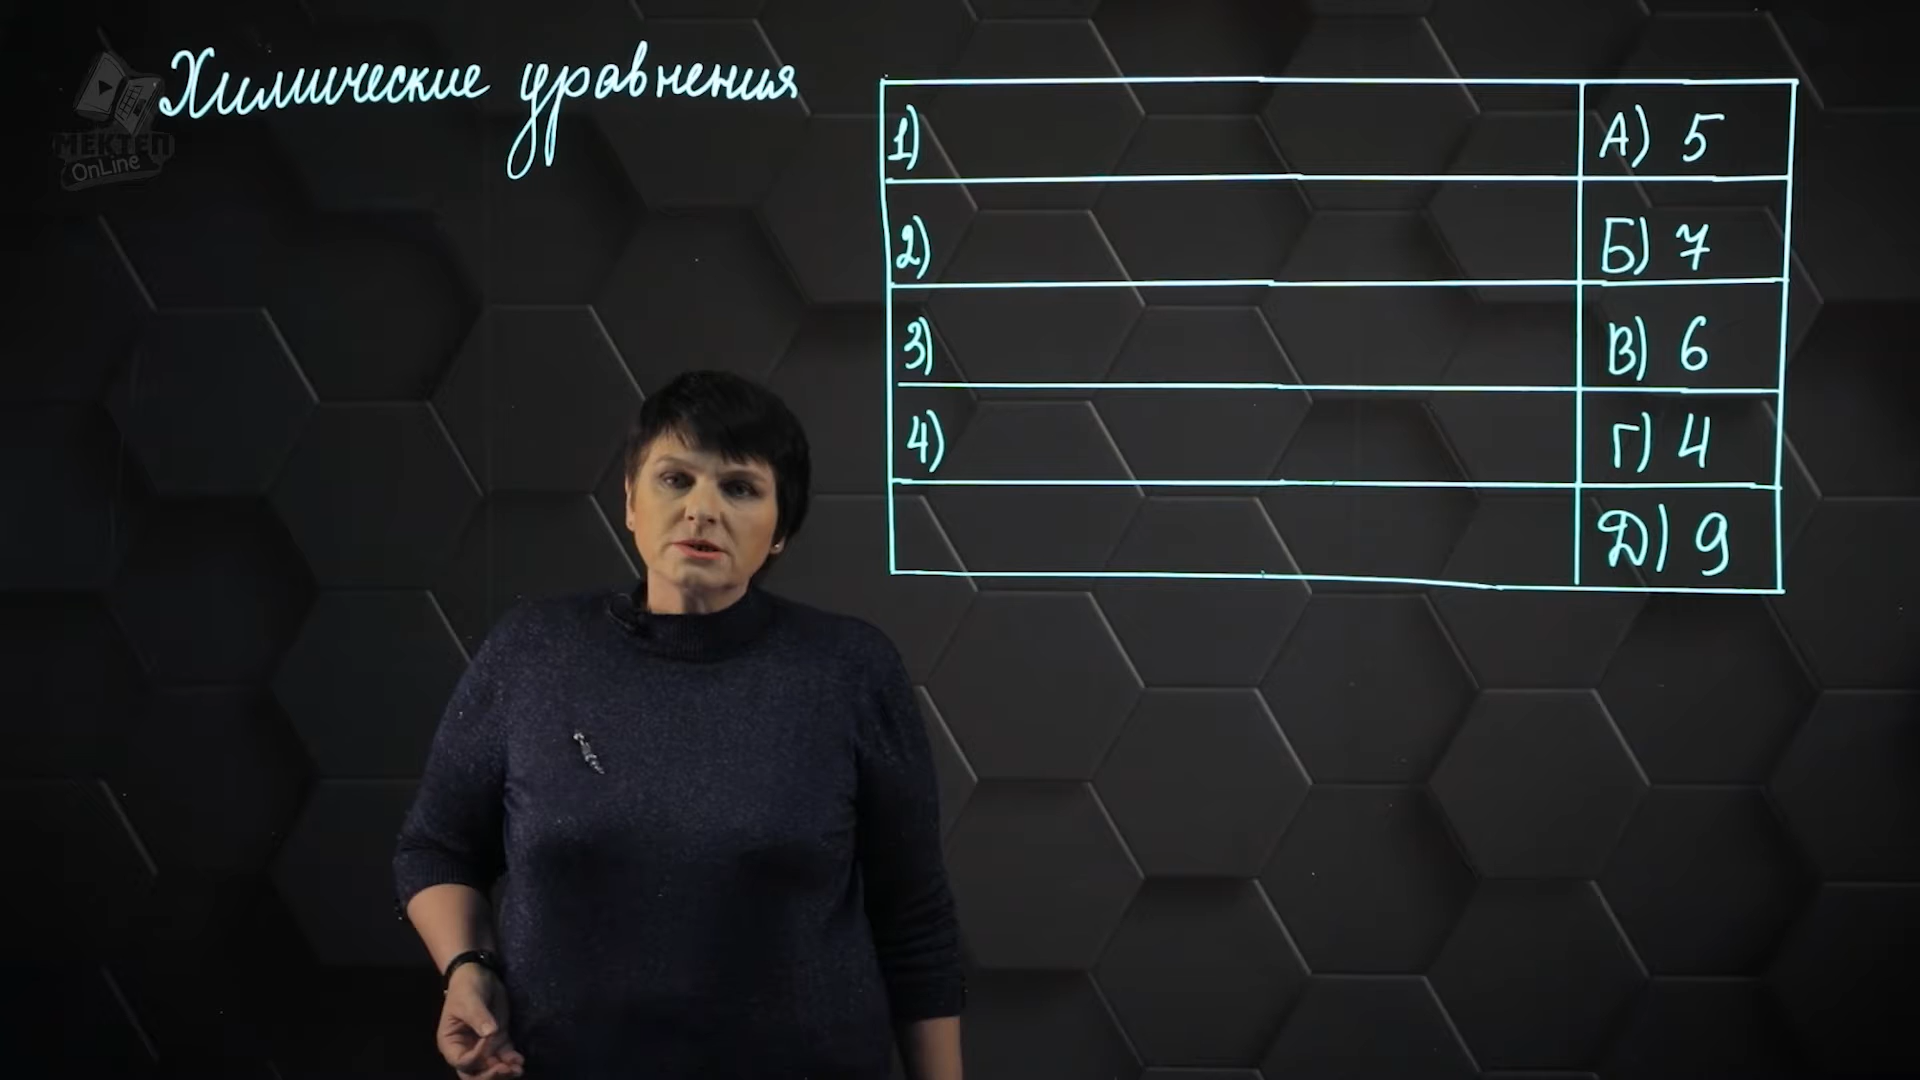 Химические уравнения
МЕКТЕП
OnLine
1) А) 5
2) Б) 7
3) В) 6
4) Г) 4
Д) 9